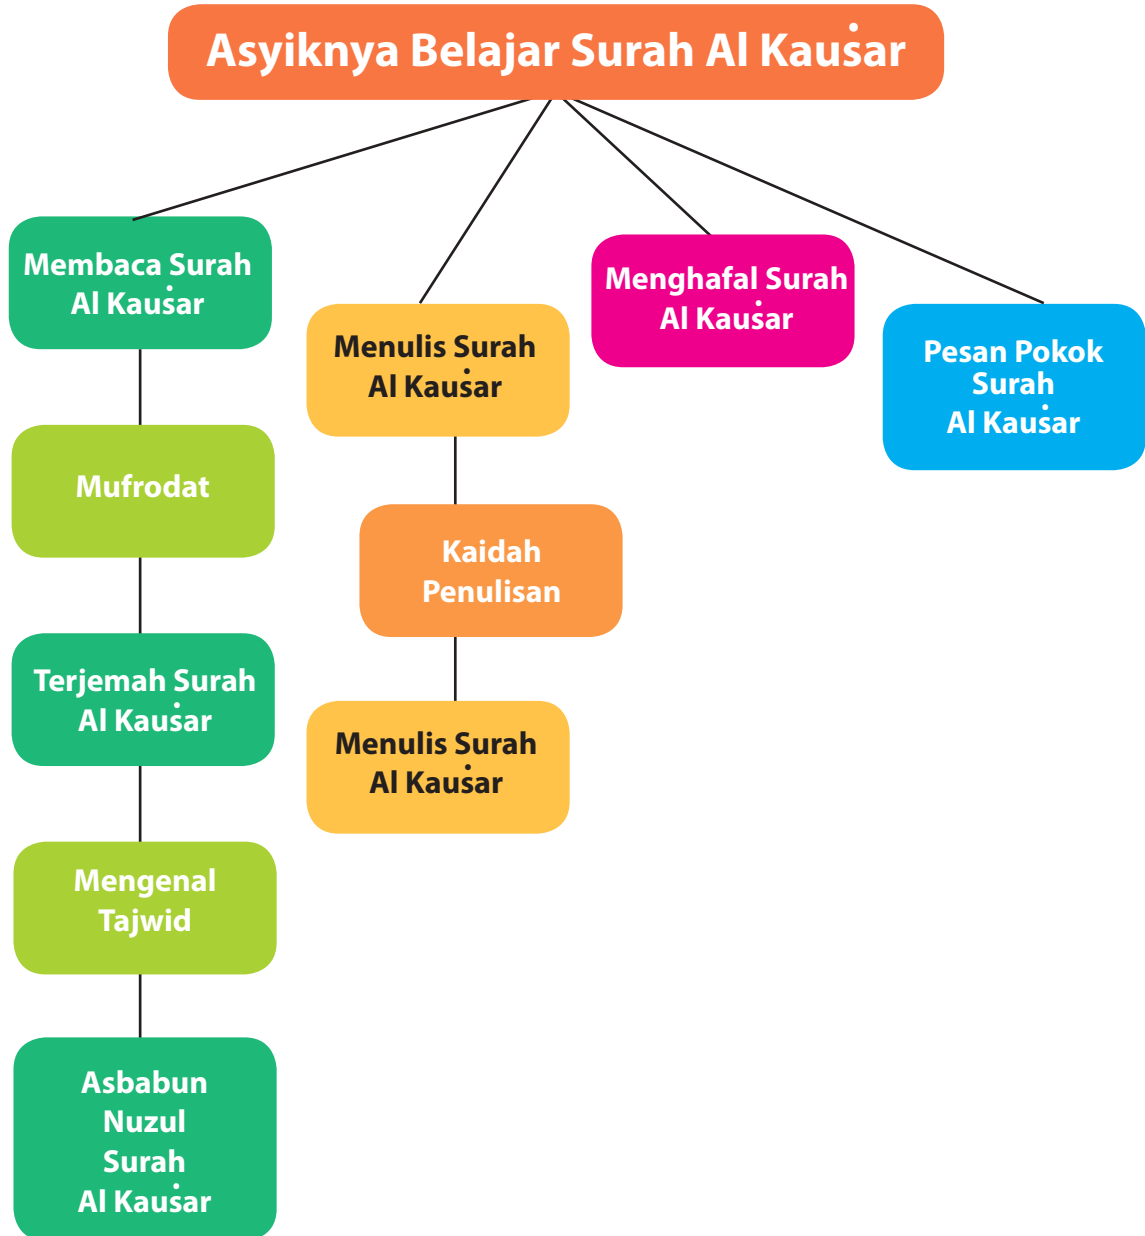 Asyiknya Belajar Surah Al Kauṡar
Membaca Surah
Al Kauṡar
Mufrodat
Terjemah Surah
Al Kauṡar
Mengenal
Tajwid
Asbabun
Nuzul
Surah
Al Kauṡar
Menulis Surah
Al Kauṡar
Kaidah
Penulisan
Menulis Surah
Al Kauṡar
Menghafal Surah
Al Kauṡar
Pesan Pokok
Surah
Al Kauṡar